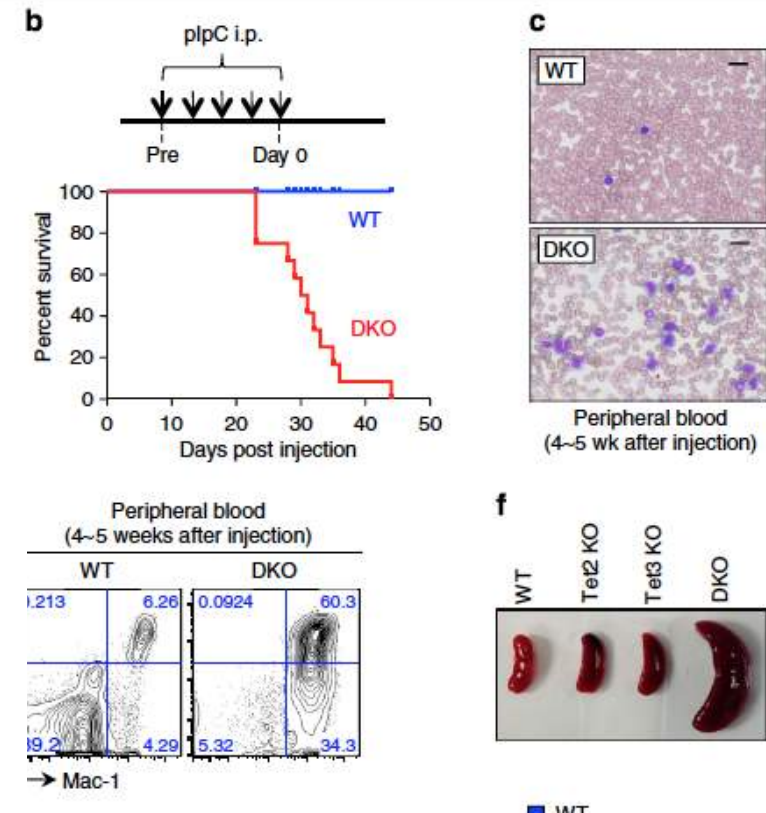 b
pIpC i.p.
Pre
Day 0
100
80
60
40
20
0
Percent survival
WT
DKO
0 10 20 30 40 50
Days post injection
c
WT
DKO
Peripheral blood
(4~5 wk after injection)
Peripheral blood
(4~5 weeks after injection)
WT DKO
0.213 6.26 0.0924 60.3
89.2 4.29 5.32 34.3
Mac-1
f
WT
Tet2 KO
Tet3 KO
DKO
WT